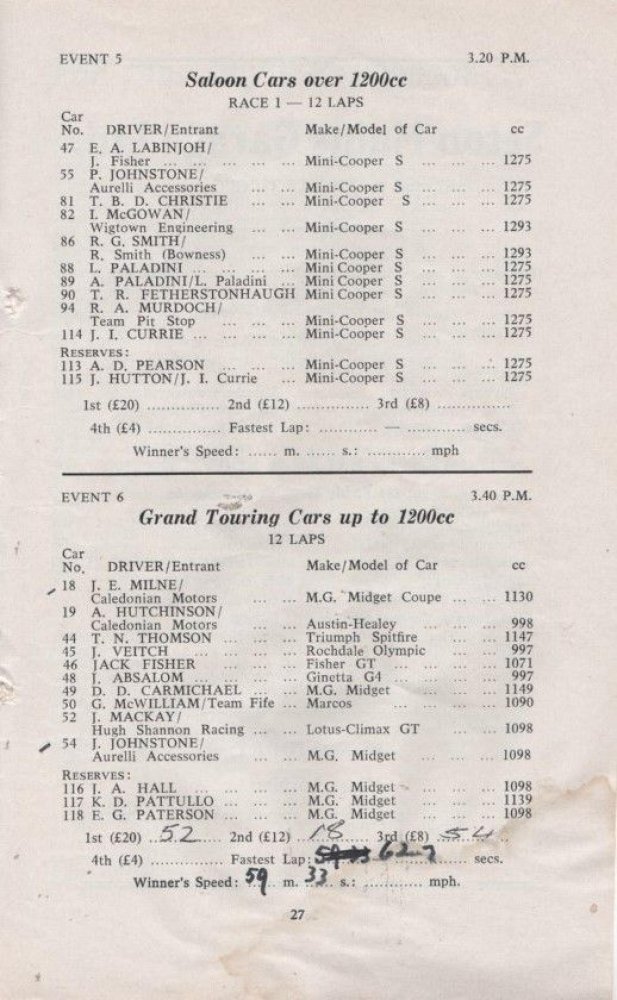 EVENT 5 3.20 P.M.
Saloon Cars over 1200cc
RACE 1 — 12 LAPS
Car
No. DRIVER/Entrant Make/Model of Car cc
47 E. A. LABINJOH/
J. Fisher ... ... ... ... Mini-Cooper S ... ... ... 1275
55 P. JOHNSTONE/
Aurelli Accessories ... ... Mini-Cooper S ... ... ... 1275
81 T. B. D. CHRISTIE ... ... Mini-Cooper S ... ... ... 1275
82 I. McGOWAN/
Wigtown Engineering ... ... Mini-Cooper S ... ... ... 1293
86 R. G. SMITH/
R. Smith (Bowness) ... ... Mini-Cooper S ... ... ... 1293
88 L. PALADINI ... ... ... ... Mini Cooper S ... ... ... 1275
89 A. PALADINI/L. Paladini ... Mini Cooper S ... ... ... 1275
90 T. R. FETHERSTONHAUGH Mini Cooper S ... ... ... 1275
94 R. A. MURDOCH/
Team Pit Stop ... ... ... Mini-Cooper S ... ... ... 1275
114 J. I. CURRIE ... ... ... ... Mini-Cooper S ... ... ... 1275
RESERVES:
113 A. D. PEARSON ... ... ... Mini-Cooper S ... ... ... 1275
115 J. HUTTON/J. I. Currie ... Mini-Cooper S ... ... ... 1275
1st (£20) ............... 2nd (£12) ............... 3rd (£8) ...............
4th (£4) ............... Fastest Lap: ............ — ............ secs.
Winner's Speed: ...... m. ...... s.: ............ mph
EVENT 6 3.40 P.M.
Grand Touring Cars up to 1200cc
12 LAPS
Car
No. DRIVER/Entrant Make/Model of Car cc
18 J. E. MILNE/
Caledonian Motors ... ... M.G. Midget Coupe ... ... 1130
19 A. HUTCHINSON/
Caledonian Motors ... ... Austin-Healey ... ... ... 998
44 T. N. THOMSON ... ... ... Triumph Spitfire ... ... 1147
45 J. VEITCH ... ... ... ... Rochdale Olympic ... ... 997
46 JACK FISHER ... ... ... Fisher GT ... ... ... ... 1071
48 J. ABSALOM ... ... ... ... Ginetta G4 ... ... ... ... 997
49 D. D. CARMICHAEL ... ... M.G. Midget ... ... ... 1149
50 G. McWILLIAM/Team Fife ... Marcos ... ... ... 1090
52 J. MACKAY/
Hugh Shannon Racing ... ... Lotus-Climax GT ... ... 1098
54 J. JOHNSTONE/
Aurelli Accessories ... ... M.G. Midget ... ... ... 1098
RESERVES:
116 J. A. HALL ... ... ... ... M.G. Midget ... ... ... 1098
117 K. D. PATTULLO ... ... ... M.G. Midget ... ... ... 1139
118 E. G. PATERSON ... ... ... M.G. Midget ... ... ... 1098
1st (£20) ..52..... 2nd (£12) ..18..... 3rd (£8) ..54..
4th (£4) ............... Fastest Lap: 62.2 ......... secs.
Winner's Speed: 59 m. 33 s.: ............ mph.
27